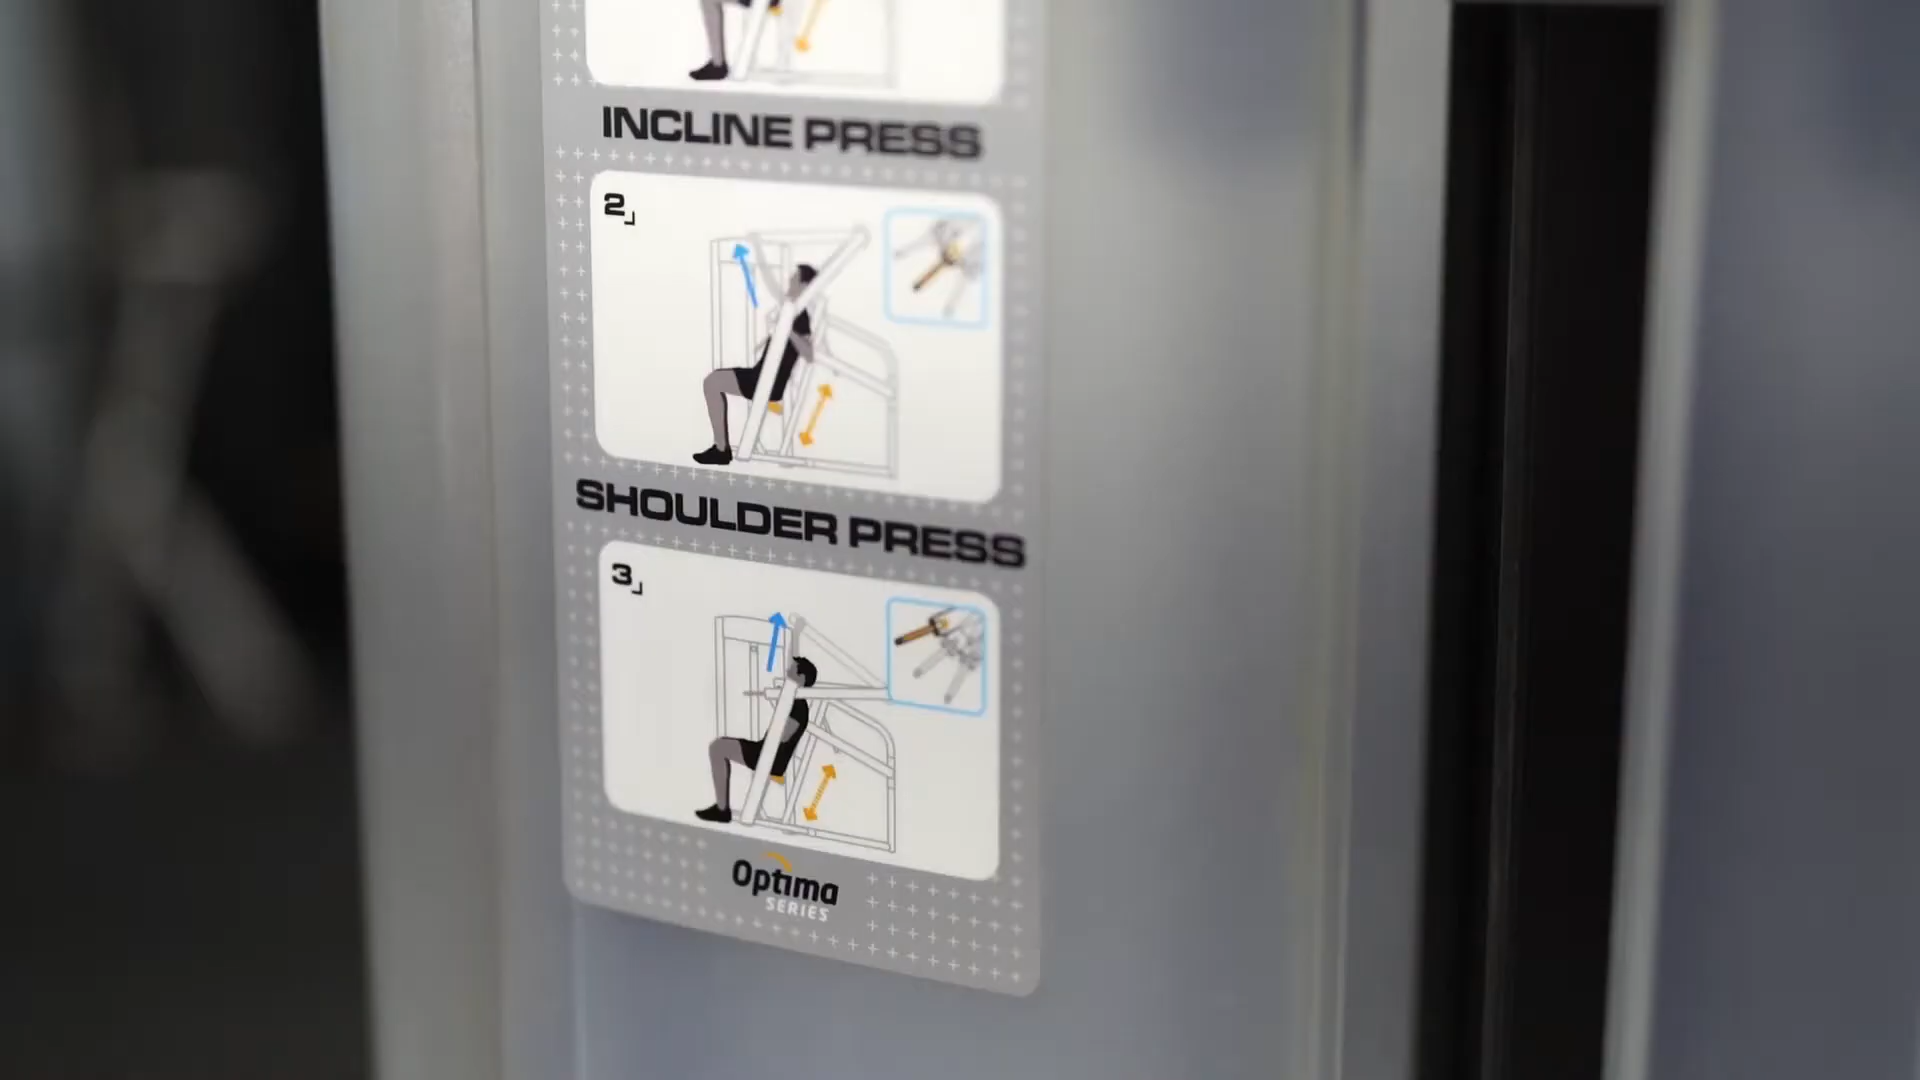 INCLINE PRESS
2
SHOULDER PRESS
3
Optima
SERIES